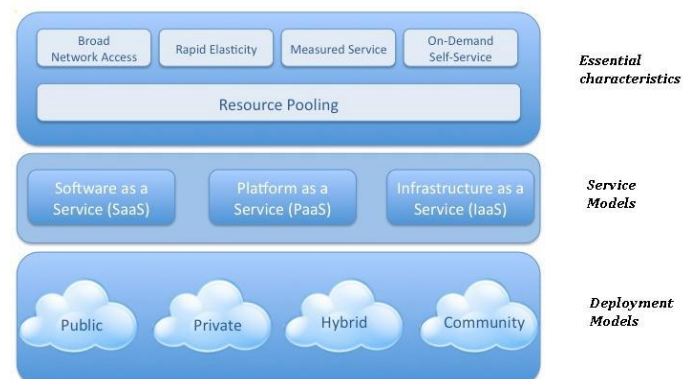 Broad
Network Access
Rapid Elasticity
Measured Service
On-Demand
Self-Service
Resource Pooling
Essential
characteristics
Software as a
Service (SaaS)
Platform as a
Service (PaaS)
Infrastructure as a
Service (IaaS)
Service
Models
Public
Private
Hybrid
Community
Deployment
Models